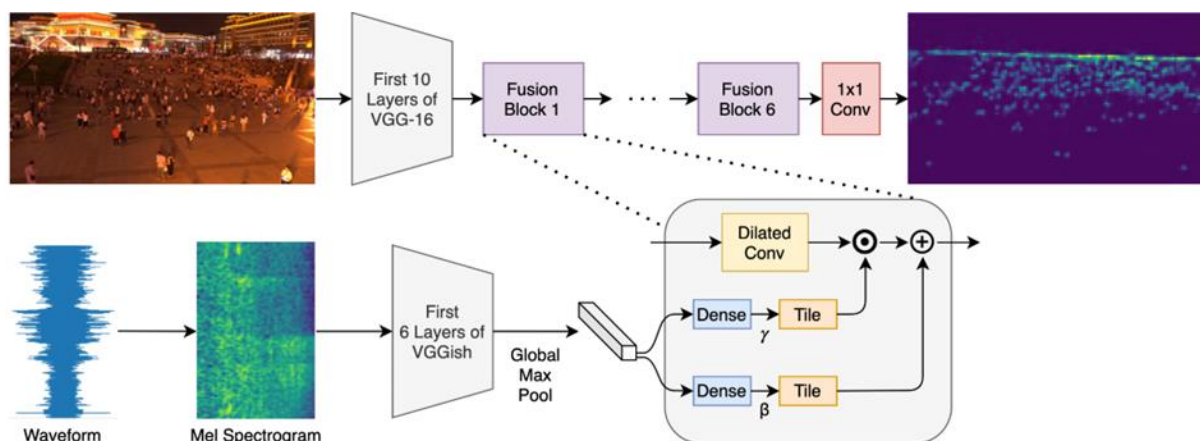 First 10
Layers of
VGG-16
Fusion
Block 1
...
Fusion
Block 6
1x1
Conv
Dilated
Conv
Dense
γ
Tile
Dense
β
Tile
First
6 Layers of
VGGish
Global
Max
Pool
Waveform
Mel Spectrogram